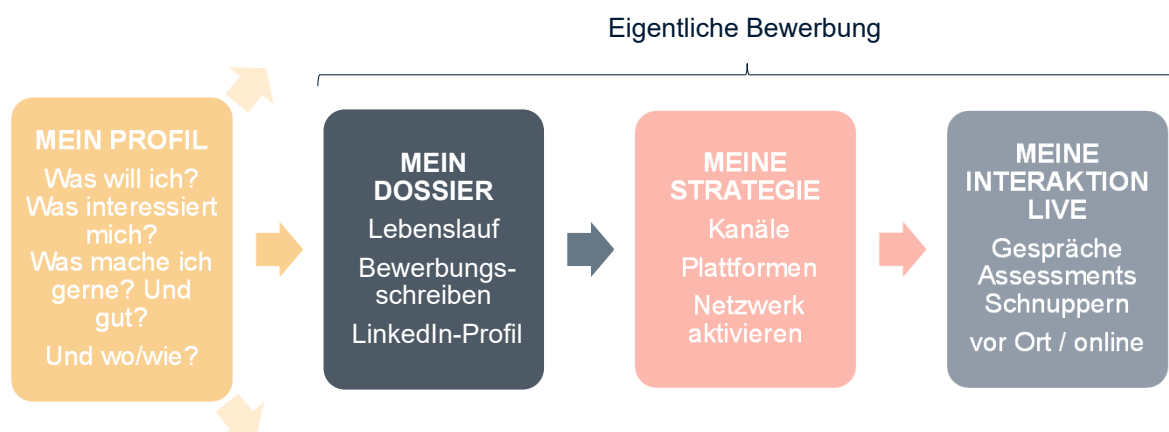 Eigentliche Bewerbung
MEIN PROFIL
Was will ich?
Was interessiert
mich?
Was mache ich
gerne? Und
gut?
Und wo/wie?
MEIN
DOSSIER
Lebenslauf
Bewerbungs-
schreiben
LinkedIn-Profil
MEINE
STRATEGIE
Kanäle
Plattformen
Netzwerk
aktivieren
MEINE
INTERAKTION
LIVE
Gespräche
Assessments
Schnuppern
vor Ort / online